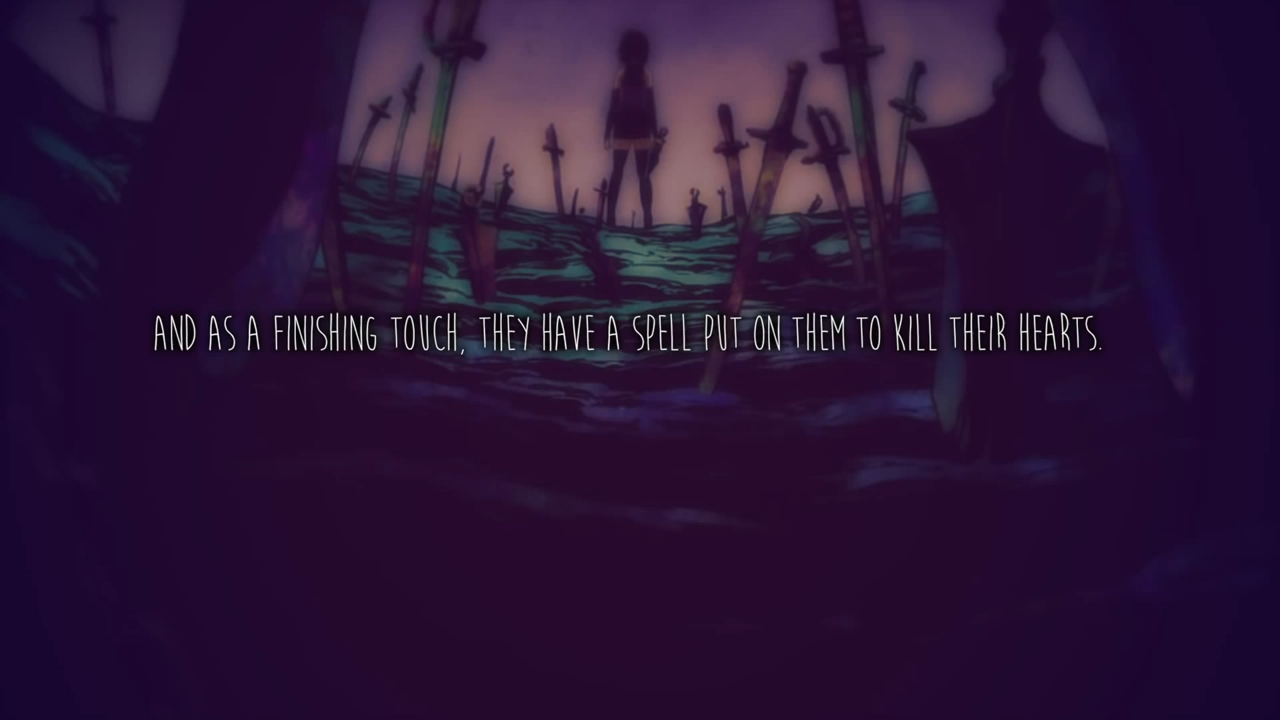 AND AS A FINISHING TOUCH, THEY HAVE A SPELL PUT ON THEM TO KILL THEIR HEARTS.